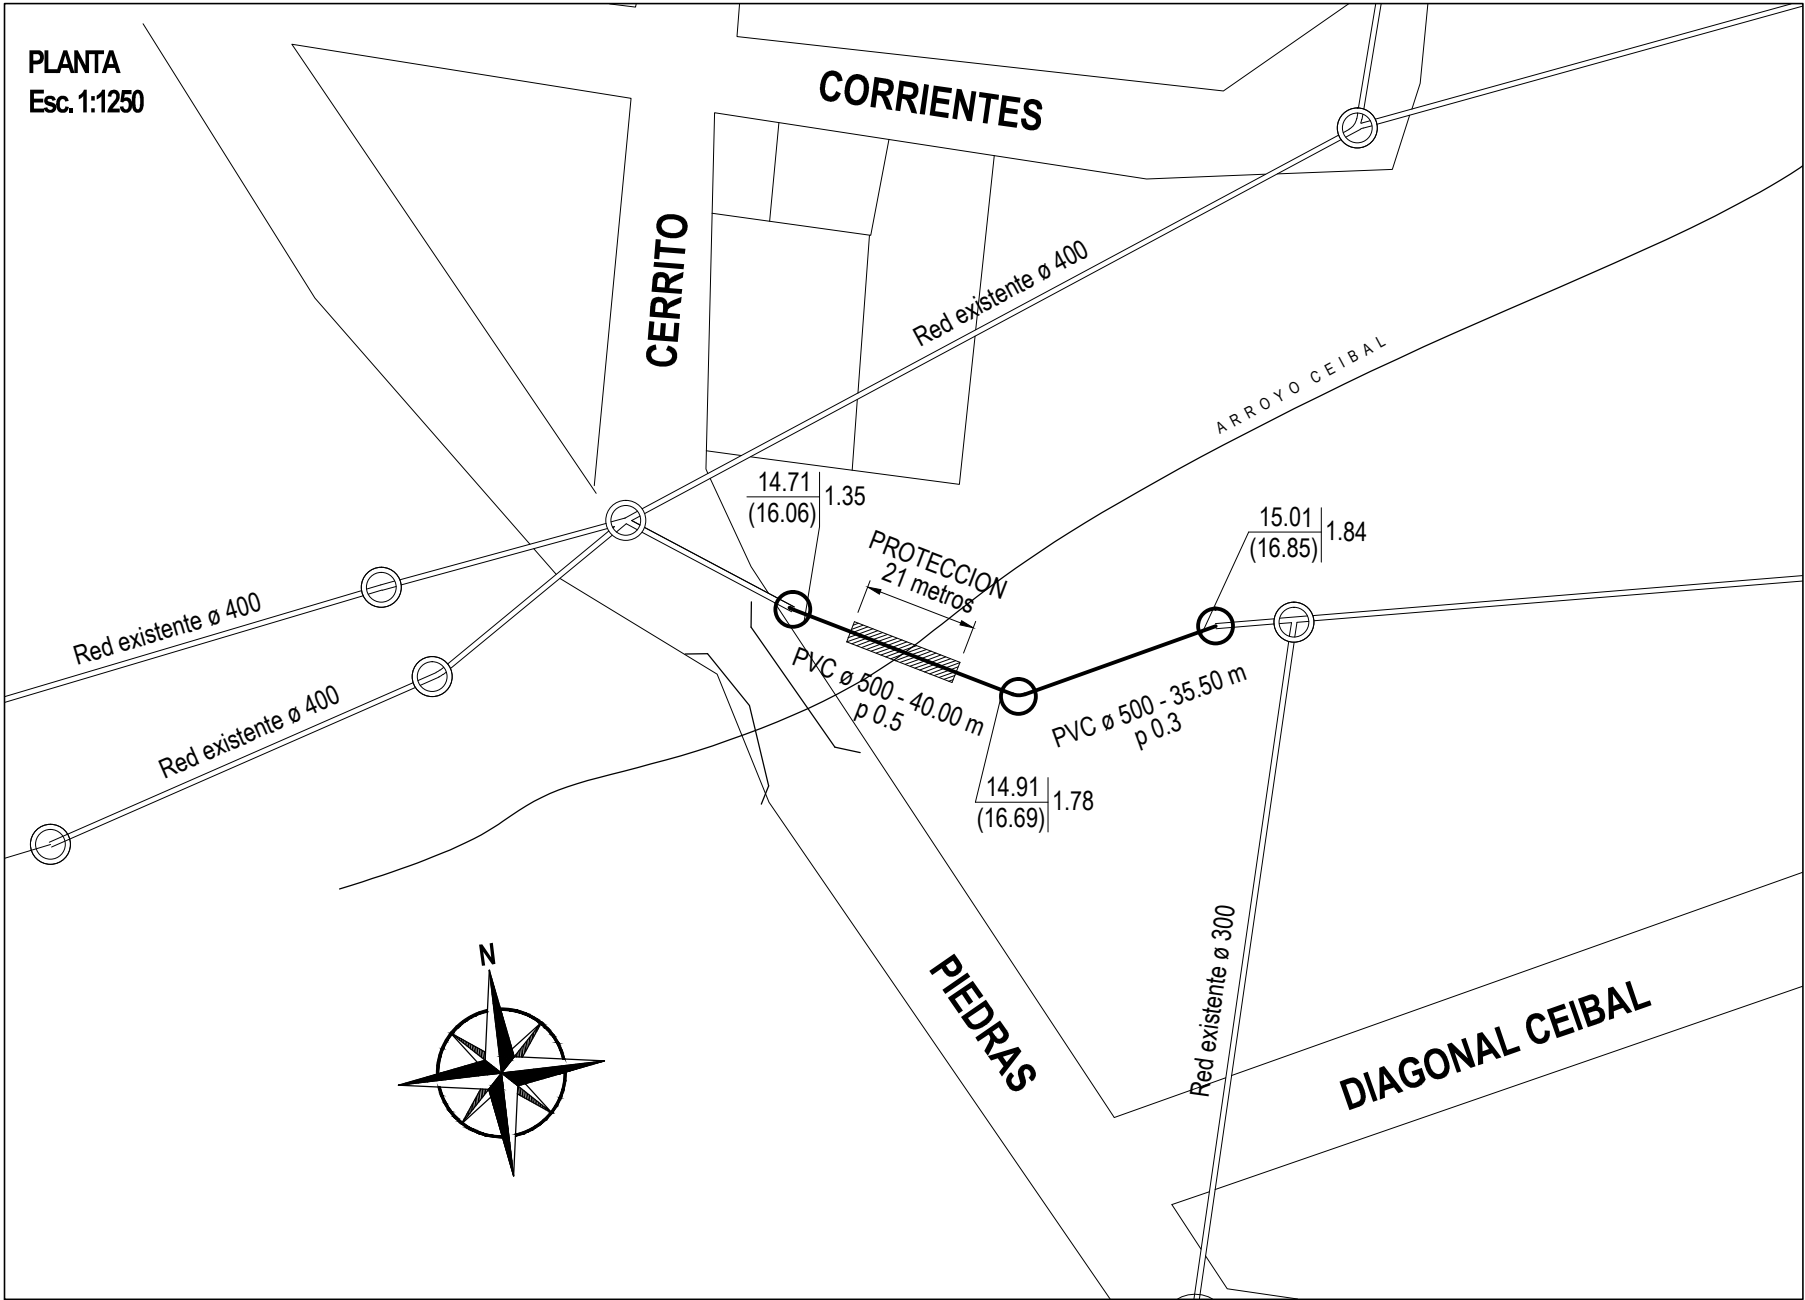 PLANTA
Esc. 1:1250
CORRIENTES
CERRITO
Red existente ø 400
ARROYO CEIBAL
14.71
(16.06)
1.35
PROTECCION
21 metros
15.01
(16.85)
1.84
Red existente ø 400
Red existente ø 400
PVC ø 500 - 40.00 m
p 0.5
PVC ø 500 - 35.50 m
p 0.3
14.91
(16.69)
1.78
N
PIEDRAS
Red existente ø 300
DIAGONAL CEIBAL